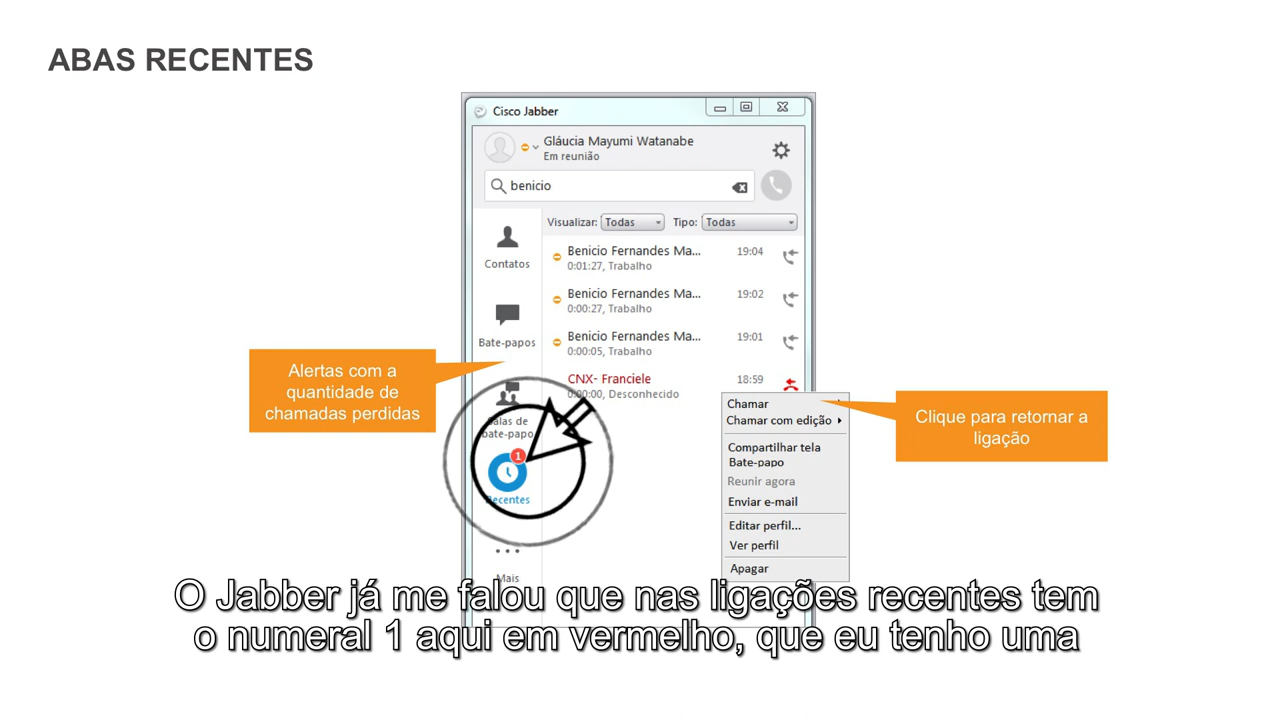 ABAS RECENTES
Cisco Jabber
Gláucia Mayumi Watanabe
Em reunião
benicio
Visualizar: Todas Tipo: Todas
Contatos
Bate-papos
Salas de
bate-papo
1
Recentes
Mais
Benicio Fernandes Ma... 19:04
0:01:27, Trabalho
Benicio Fernandes Ma... 19:02
0:00:27, Trabalho
Benicio Fernandes Ma... 19:01
0:00:05, Trabalho
CNX- Franciele 18:59
0:00:00, Desconhecido
Chamar
Chamar com edição
Compartilhar tela
Bate-papo
Reunir agora
Enviar e-mail
Editar perfil...
Ver perfil
Apagar
Alertas com a
quantidade de
chamadas perdidas
Clique para retornar a
ligação
O Jabber já me falou que nas ligações recentes tem
o numeral 1 aqui em vermelho, que eu tenho uma